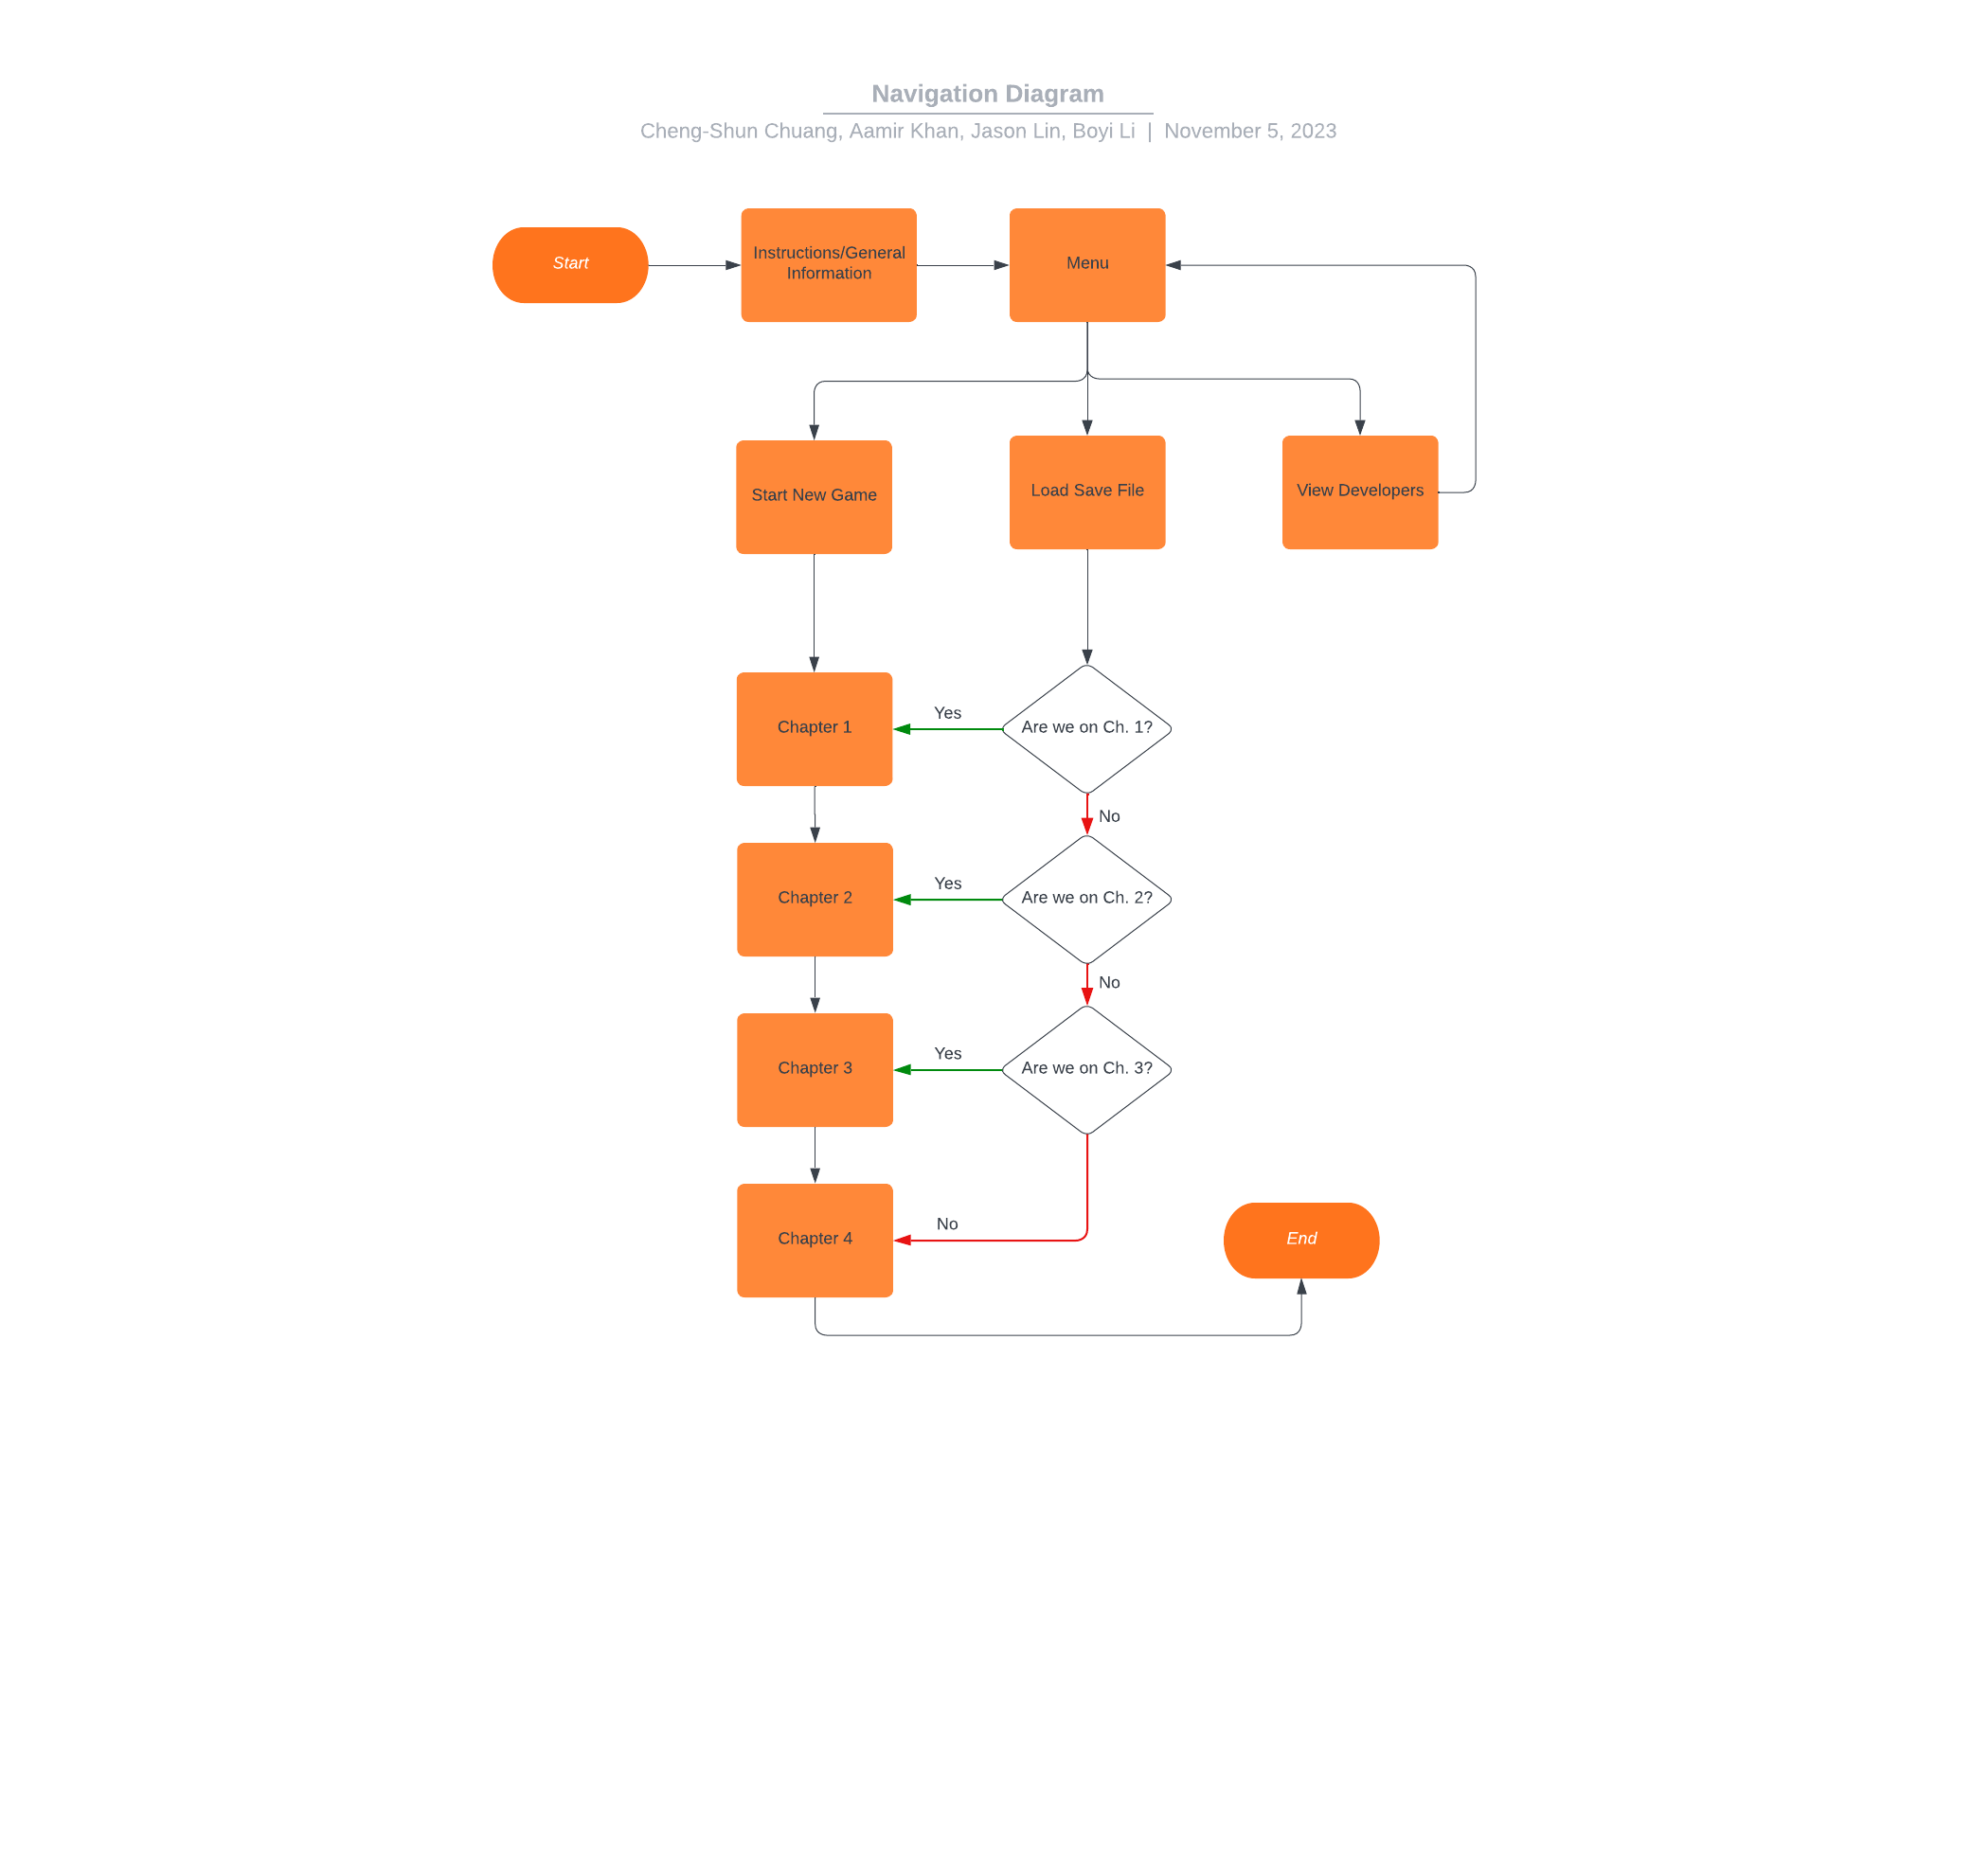 Navigation Diagram
Cheng-Shun Chuang, Aamir Khan, Jason Lin, Boyi Li | November 5, 2023
Start
Instructions/General
Information
Menu
Start New Game
Load Save File
View Developers
Chapter 1
Yes
Are we on Ch. 1?
No
Chapter 2
Yes
Are we on Ch. 2?
No
Chapter 3
Yes
Are we on Ch. 3?
Chapter 4
No
End